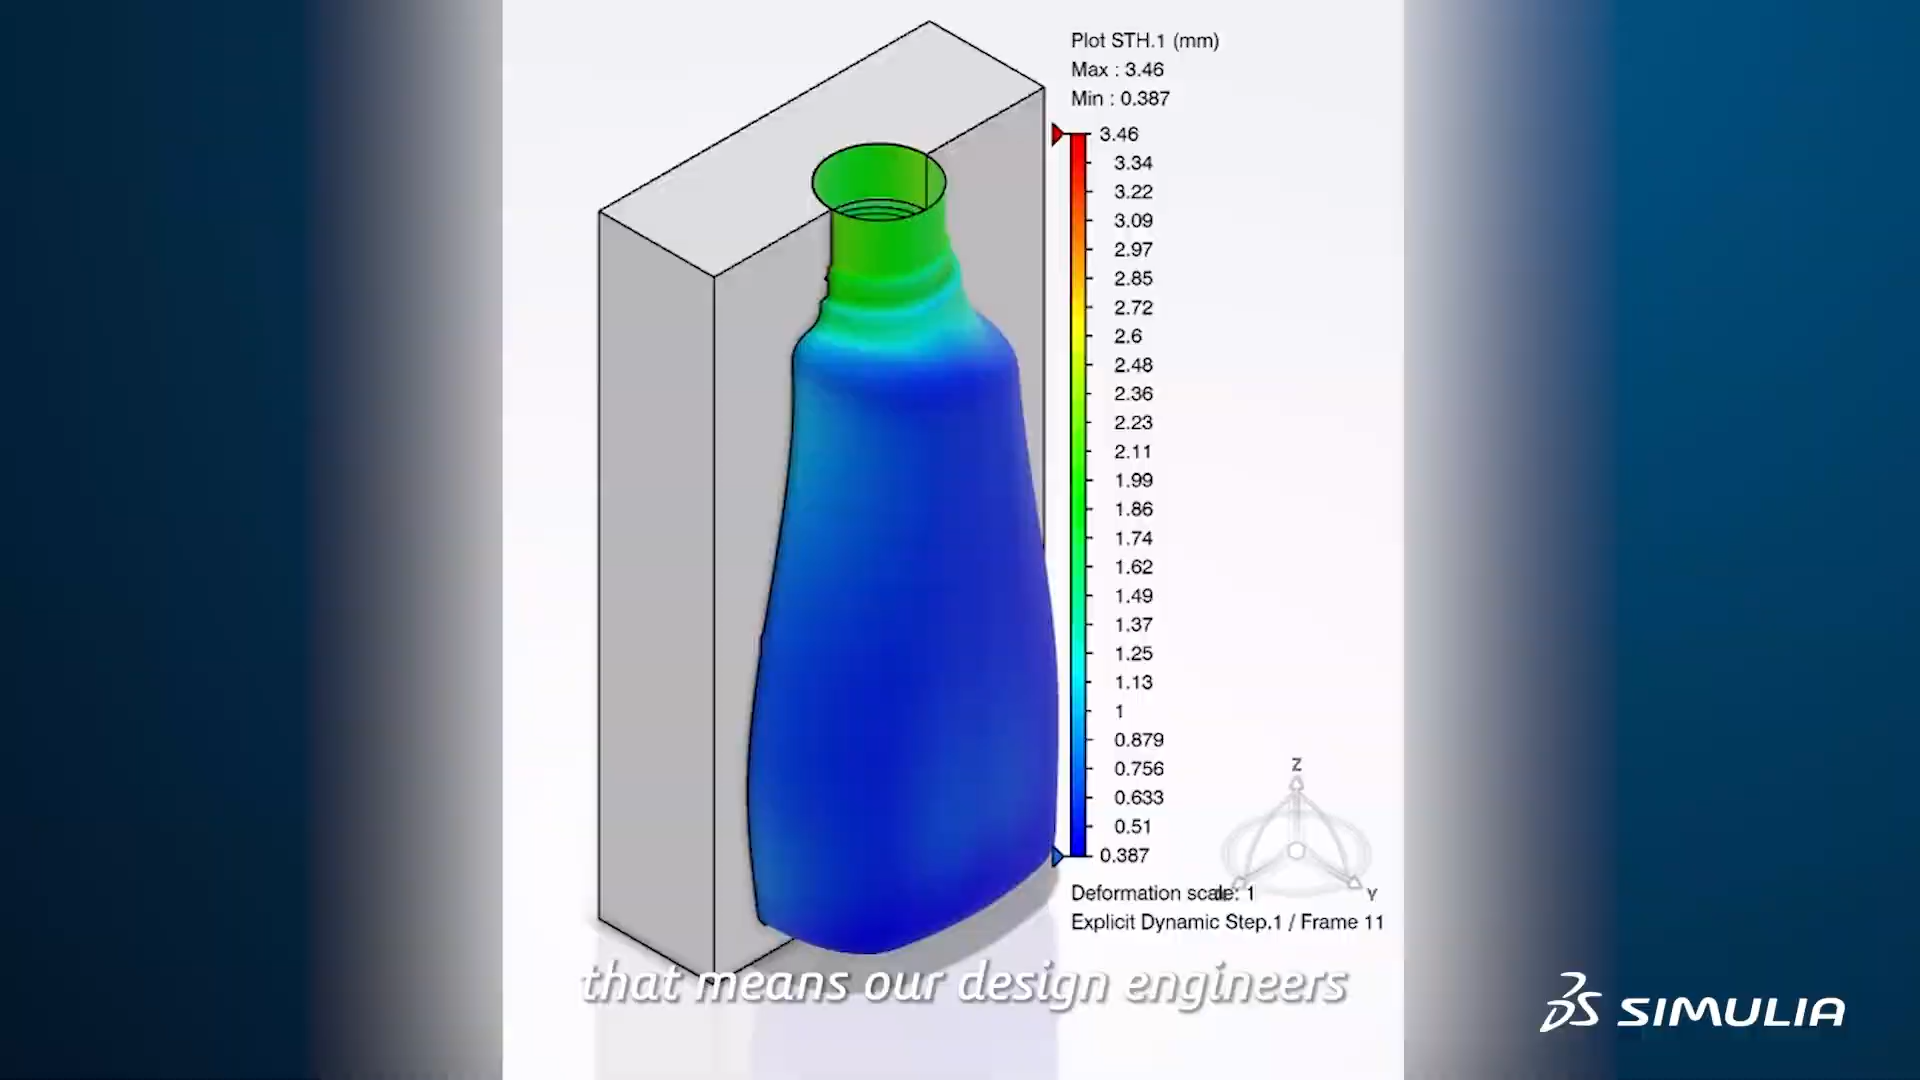 Plot STH.1 (mm)
Max : 3.46
Min : 0.387
3.46
3.34
3.22
3.09
2.97
2.85
2.72
2.6
2.48
2.36
2.23
2.11
1.99
1.86
1.74
1.62
1.49
1.37
1.25
1.13
1
0.879
0.756
0.633
0.51
0.387
Z
Y
Deformation scale: 1
Explicit Dynamic Step.1 / Frame 11
that means our design engineers
3DS SIMULIA